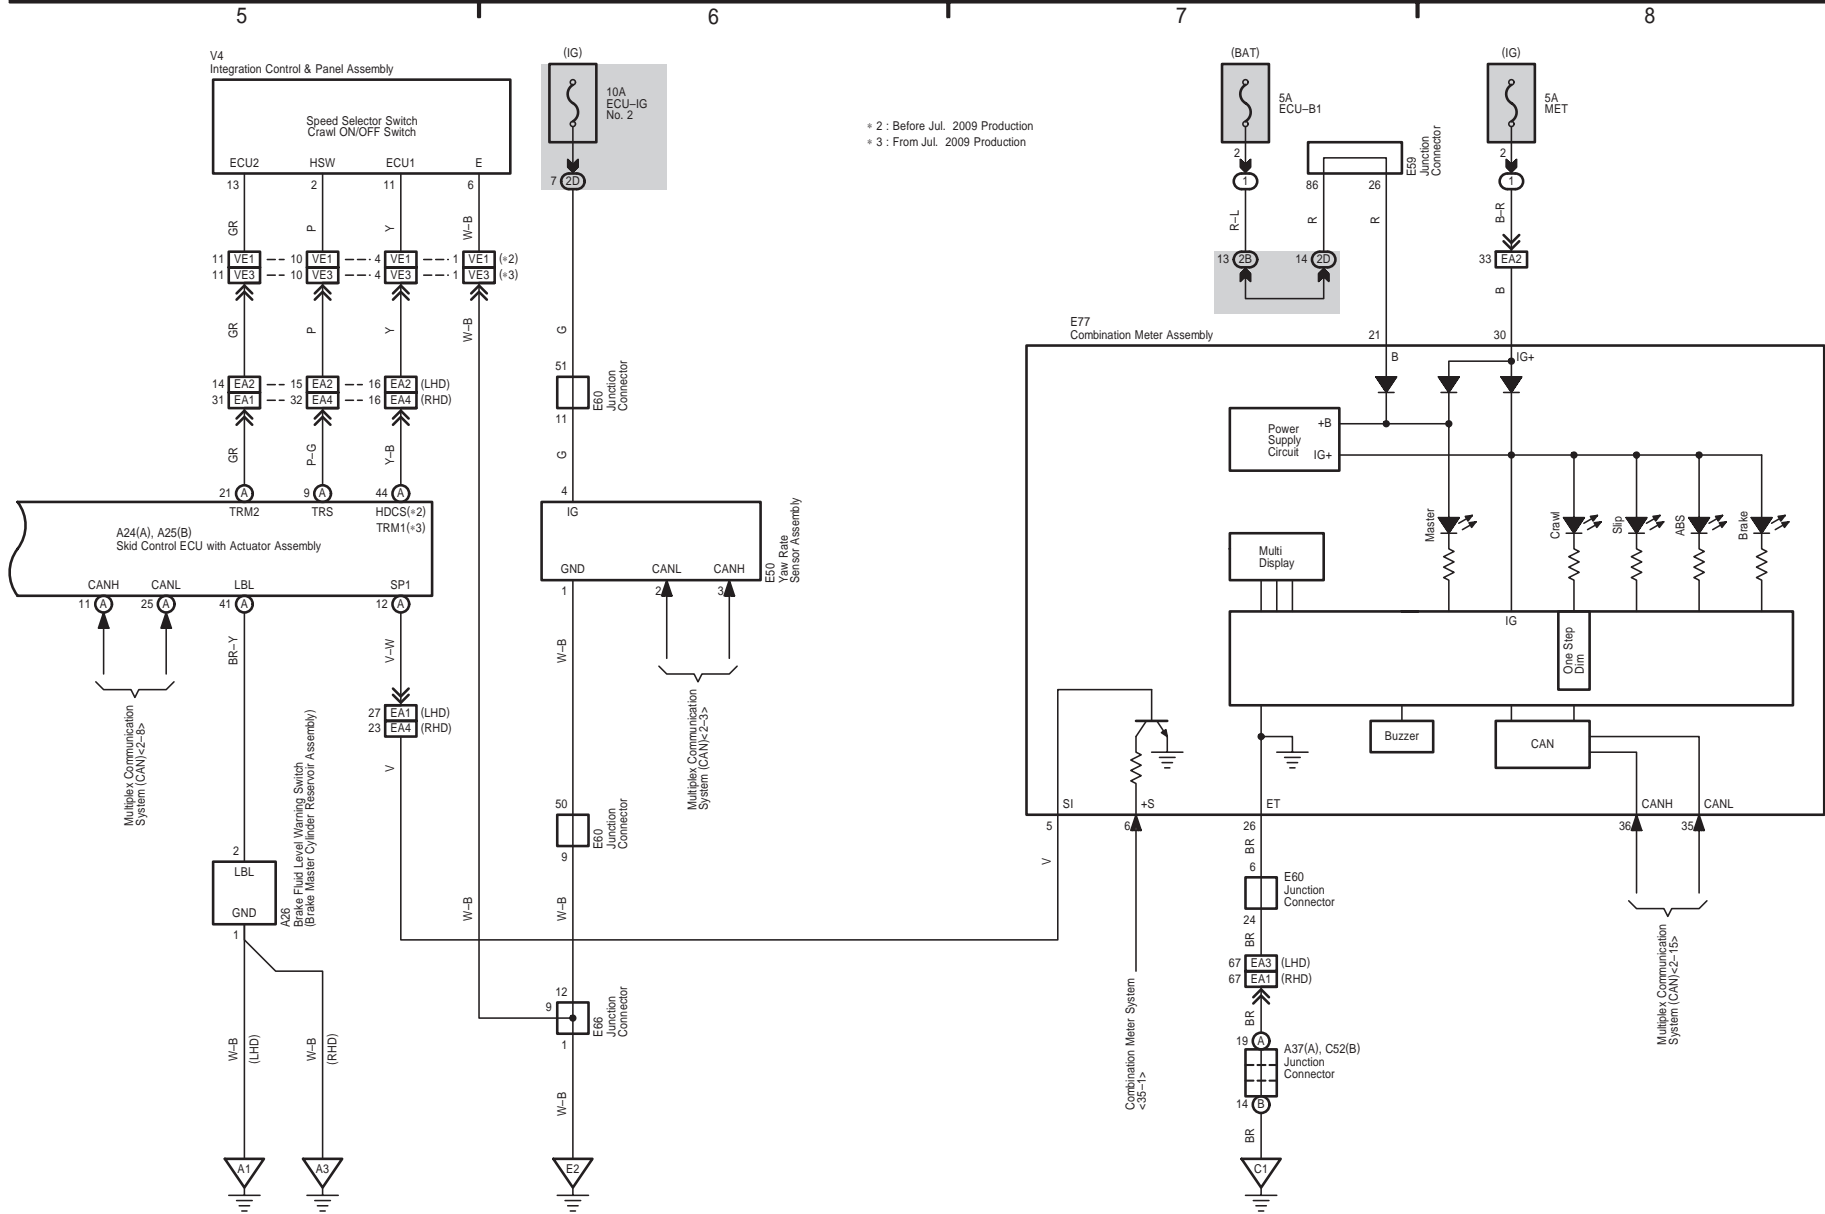 5 6 7 8
V4
Integration Control & Panel Assembly
Speed Selector Switch
Crawl ON/OFF Switch
ECU2 HSW ECU1 E
13 2 11 6
GR P Y W–B
11 VE1 10 VE1 4 VE1 1 VE1 (*2)
11 VE3 10 VE3 4 VE3 1 VE3 (*3)
GR P Y W–B
14 EA2 15 EA2 16 EA2 (LHD)
31 EA1 32 EA4 16 EA4 (RHD)
GR P–G Y–B
21 A 9 A 44 A
TRM2 TRS HDCS(*2)
TRM1(*3)
A24(A), A25(B)
Skid Control ECU with Actuator Assembly
CANH CANL LBL SP1
11 A 25 A 41 A 12 A
BR–Y V–W
Multiplex Communication
System (CAN)<2–8>
27 EA1 (LHD)
23 EA4 (RHD)
V
2
LBL
GND
1
A26
Brake Fluid Level Warning Switch
(Brake Master Cylinder Reservoir Assembly)
W–B
(LHD)
W–B
(RHD)
A1 A3
W–B
(IG)
10A
ECU–IG
No. 2
7 2D
G
51
E60
Junction
Connector
11
G
4
IG
GND CANL CANH
E50
Yaw Rate
Sensor Assembly
1 2 3
W–B
Multiplex Communication
System (CAN)<2–3>
50
E60
Junction
Connector
9
W–B
12
9
E66
Junction
Connector
1
W–B
E2
* 2 : Before Jul. 2009 Production
* 3 : From Jul. 2009 Production
(BAT)
5A
ECU–B1
2
1
R–L
13 2B 14 2D
86 26
E59
Junction
Connector
R R
(IG)
5A
MET
2
1
B–R
33 EA2
B
E77
Combination Meter Assembly
21 30
B IG+
Power
Supply
Circuit
+B
IG+
Master Crawl Slip ABS Brake
Multi
Display
IG
One Step
Dim
Buzzer CAN
SI +S ET CANH CANL
5 6 26 36 35
V
BR
6
E60
Junction
Connector
24
BR
67 EA3 (LHD)
67 EA1 (RHD)
BR
19 A
A37(A), C52(B)
Junction
Connector
14 B
BR
C1
Combination Meter System
<35–1>
Multiplex Communication
System (CAN)<2–15>